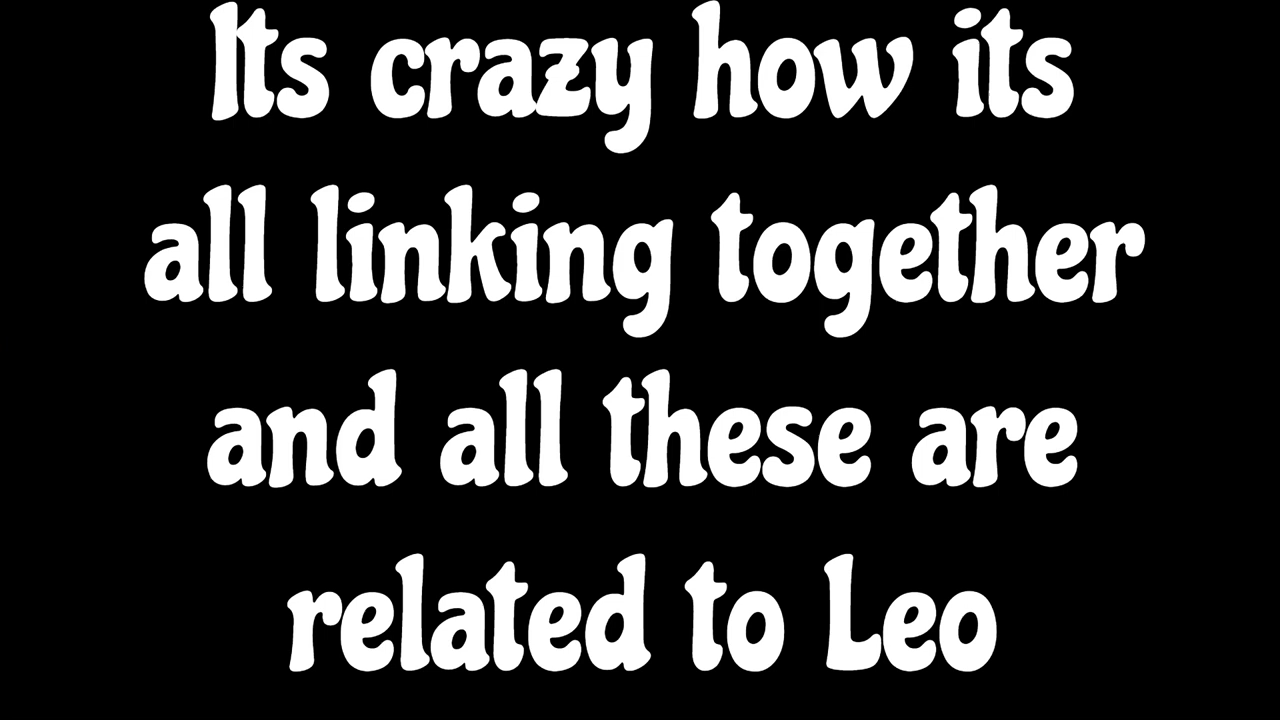 Its crazy how its
all linking together
and all these are
related to Leo